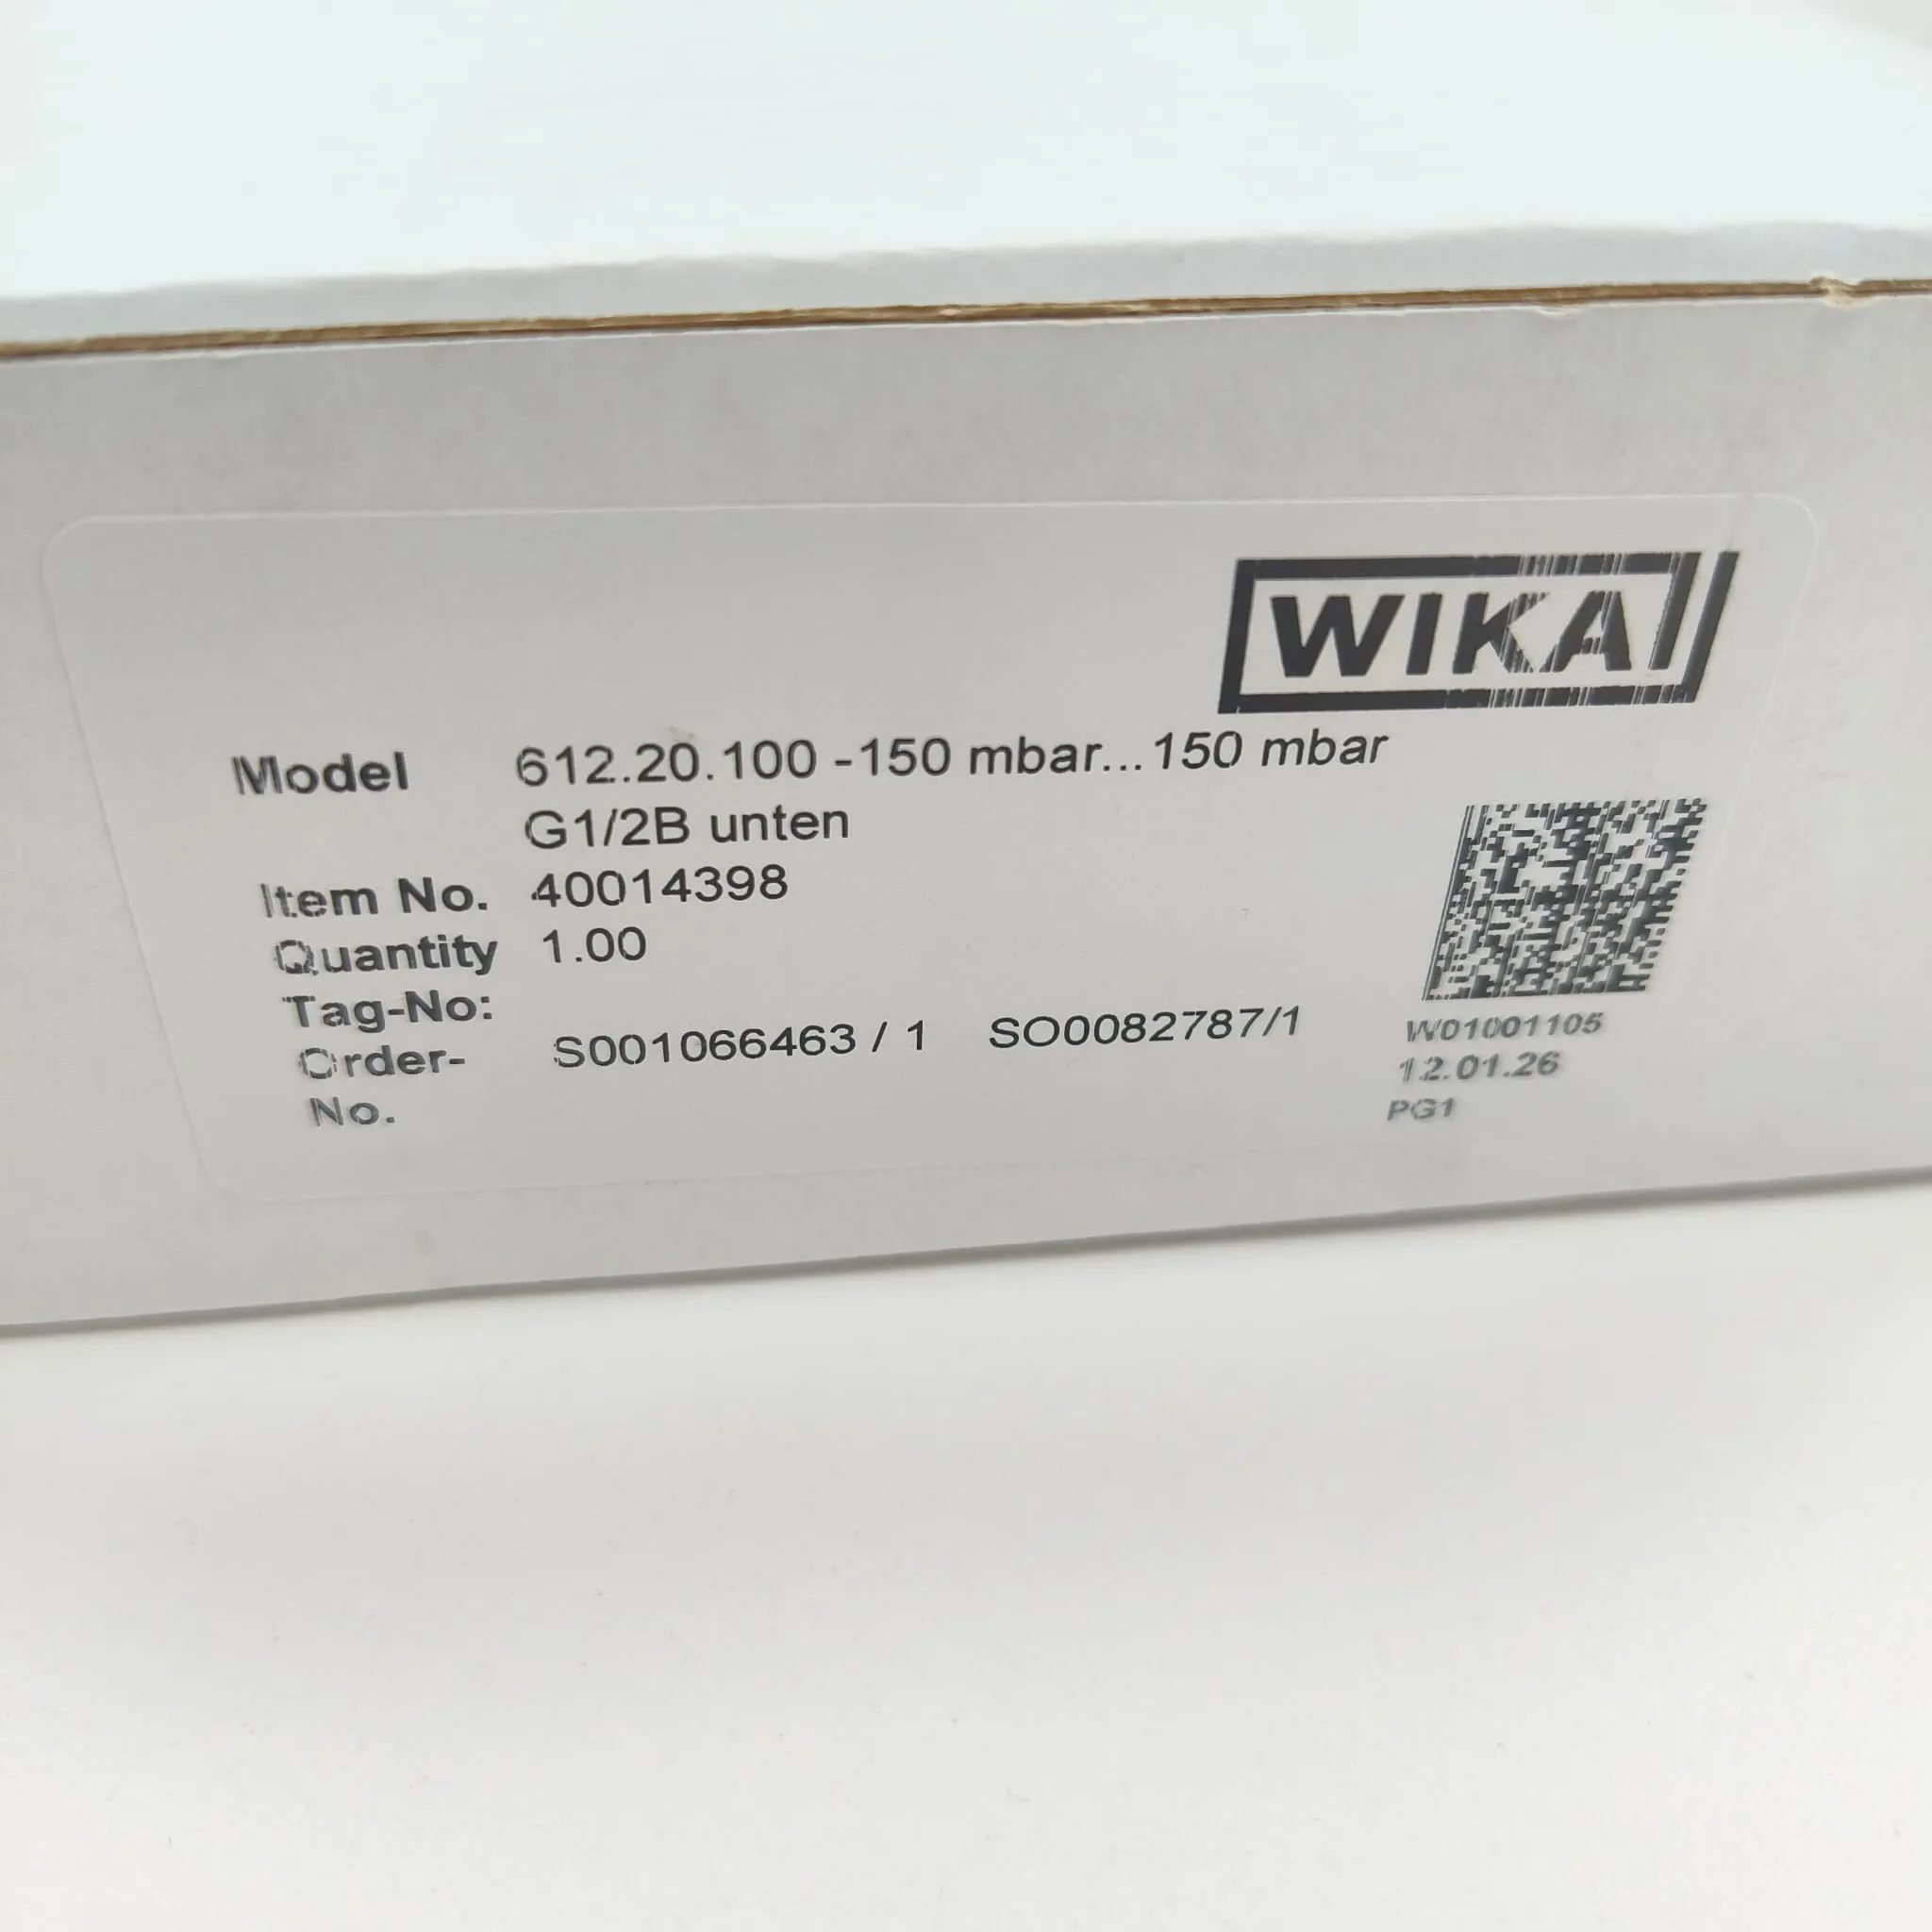 WIKA
Model 612.20.100 -150 mbar...150 mbar
G1/2B unten
Item No. 40014398
Quantity 1.00
Tag-No:
Order- S001066463 / 1 SO0082787/1
No.
W01001105
12.01.26
PG1